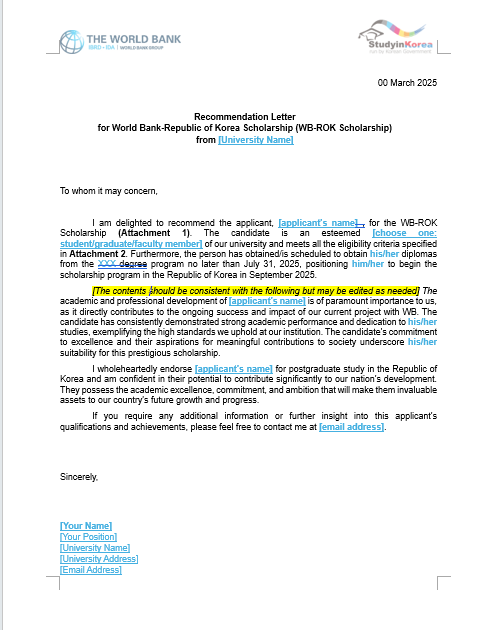 THE WORLD BANK
IBRD • IDA | WORLD BANK GROUP
StudyinKorea
00 March 2025
Recommendation Letter
for World Bank-Republic of Korea Scholarship (WB-ROK Scholarship)
from [University Name]
To whom it may concern,
I am delighted to recommend the applicant, [applicant's name], for the WB-ROK
Scholarship (Attachment 1). The candidate is an esteemed [choose one:
student/graduate/faculty member] of our university and meets all the eligibility criteria specified
in Attachment 2. Furthermore, the person has obtained/is scheduled to obtain his/her diplomas
from the XXX degree program no later than July 31, 2025, positioning him/her to begin the
scholarship program in the Republic of Korea in September 2025.
[The contents should be consistent with the following but may be edited as needed] The
academic and professional development of [applicant's name] is of paramount importance to us,
as it directly contributes to the ongoing success and impact of our current project with WB. The
candidate has consistently demonstrated strong academic performance and dedication to his/her
studies, exemplifying the high standards we uphold at our institution. The candidate's commitment
to excellence and their aspirations for meaningful contributions to society underscore his/her
suitability for this prestigious scholarship.
I wholeheartedly endorse [applicant's name] for postgraduate study in the Republic of
Korea and am confident in their potential to contribute significantly to our nation's development.
They possess the academic excellence, commitment, and ambition that will make them invaluable
assets to our country's future growth and progress.
If you require any additional information or further insight into this applicant's
qualifications and achievements, please feel free to contact me at [email address].
Sincerely,
[Your Name]
[Your Position]
[University Name]
[University Address]
[Email Address]